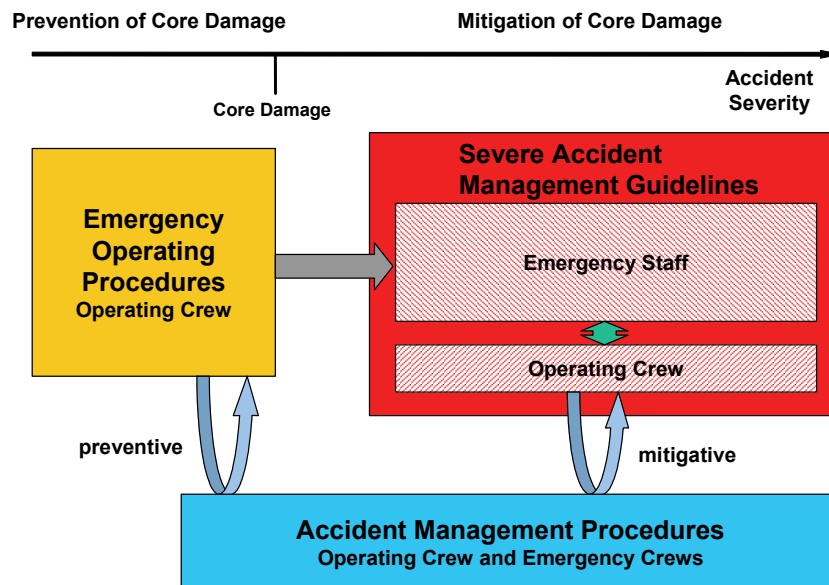 Prevention of Core Damage
Mitigation of Core Damage
Core Damage
Accident
Severity
Emergency
Operating
Procedures
Operating Crew
Severe Accident
Management Guidelines
Emergency Staff
Operating Crew
preventive
mitigative
Accident Management Procedures
Operating Crew and Emergency Crews